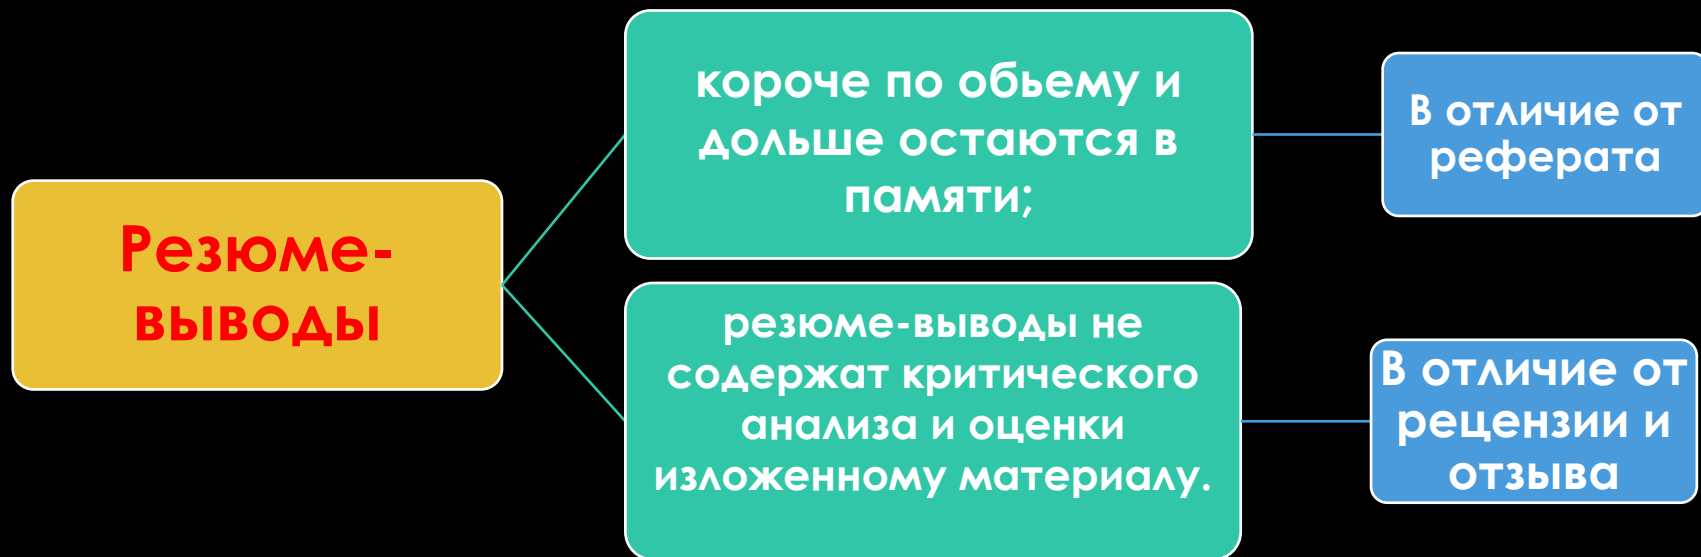 Резюме-
выводы
короче по обьему и
дольше остаются в
памяти;
В отличие от
реферата
резюме-выводы не
содержат критического
анализа и оценки
изложенному материалу.
В отличие от
рецензии и
отзыва